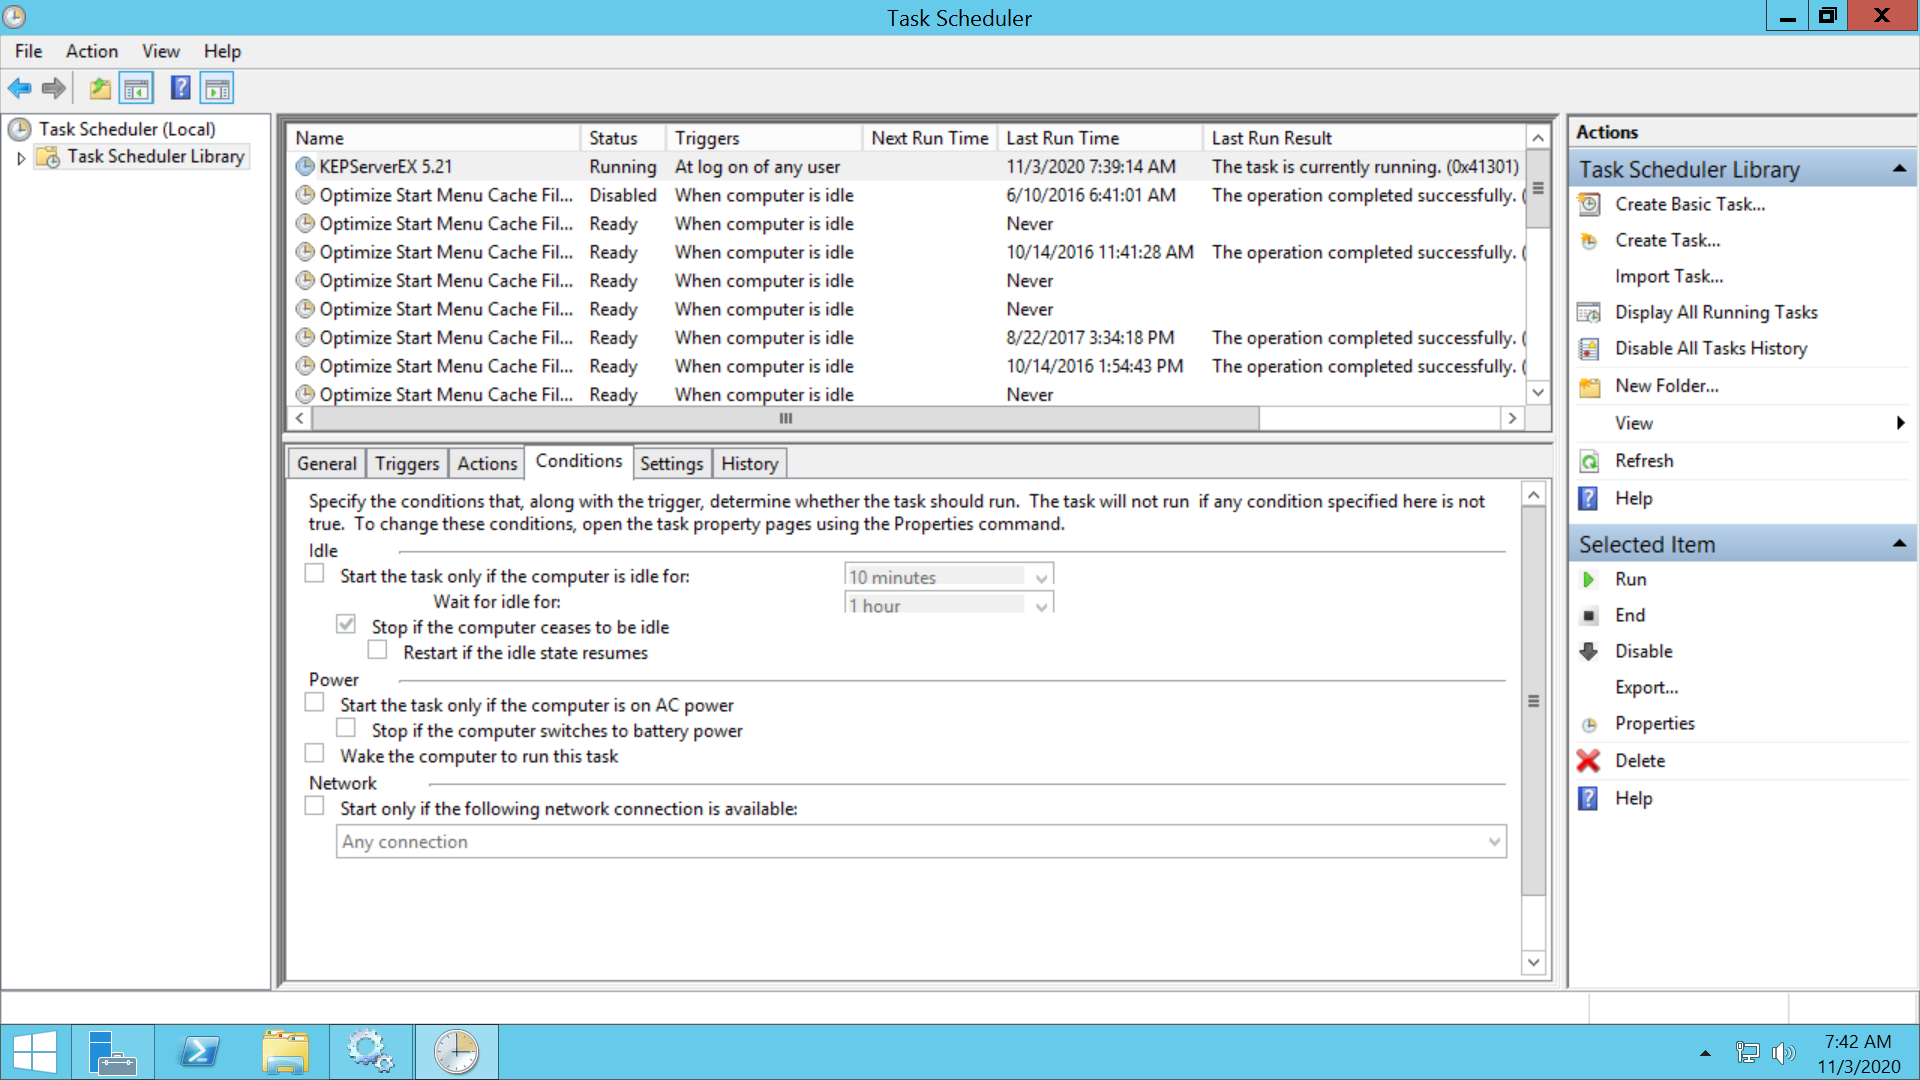 Task Scheduler
File Action View Help
Task Scheduler (Local)
Task Scheduler Library
Name Status Triggers Next Run Time Last Run Time Last Run Result
KEPServerEX 5.21 Running At log on of any user 11/3/2020 7:39:14 AM The task is currently running. (0x41301)
Optimize Start Menu Cache Fil... Disabled When computer is idle 6/10/2016 6:41:01 AM The operation completed successfully. (
Optimize Start Menu Cache Fil... Ready When computer is idle Never
Optimize Start Menu Cache Fil... Ready When computer is idle 10/14/2016 11:41:28 AM The operation completed successfully. (
Optimize Start Menu Cache Fil... Ready When computer is idle Never
Optimize Start Menu Cache Fil... Ready When computer is idle Never
Optimize Start Menu Cache Fil... Ready When computer is idle 8/22/2017 3:34:18 PM The operation completed successfully. (
Optimize Start Menu Cache Fil... Ready When computer is idle 10/14/2016 1:54:43 PM The operation completed successfully. (
Optimize Start Menu Cache Fil... Ready When computer is idle Never
General Triggers Actions Conditions Settings History
Specify the conditions that, along with the trigger, determine whether the task should run.  The task will not run  if any condition specified here is not
true.  To change these conditions, open the task property pages using the Properties command.
Idle
Start the task only if the computer is idle for: 10 minutes
Wait for idle for: 1 hour
Stop if the computer ceases to be idle
Restart if the idle state resumes
Power
Start the task only if the computer is on AC power
Stop if the computer switches to battery power
Wake the computer to run this task
Network
Start only if the following network connection is available:
Any connection
Actions
Task Scheduler Library
Create Basic Task...
Create Task...
Import Task...
Display All Running Tasks
Disable All Tasks History
New Folder...
View
Refresh
Help
Selected Item
Run
End
Disable
Export...
Properties
Delete
Help
7:42 AM
11/3/2020